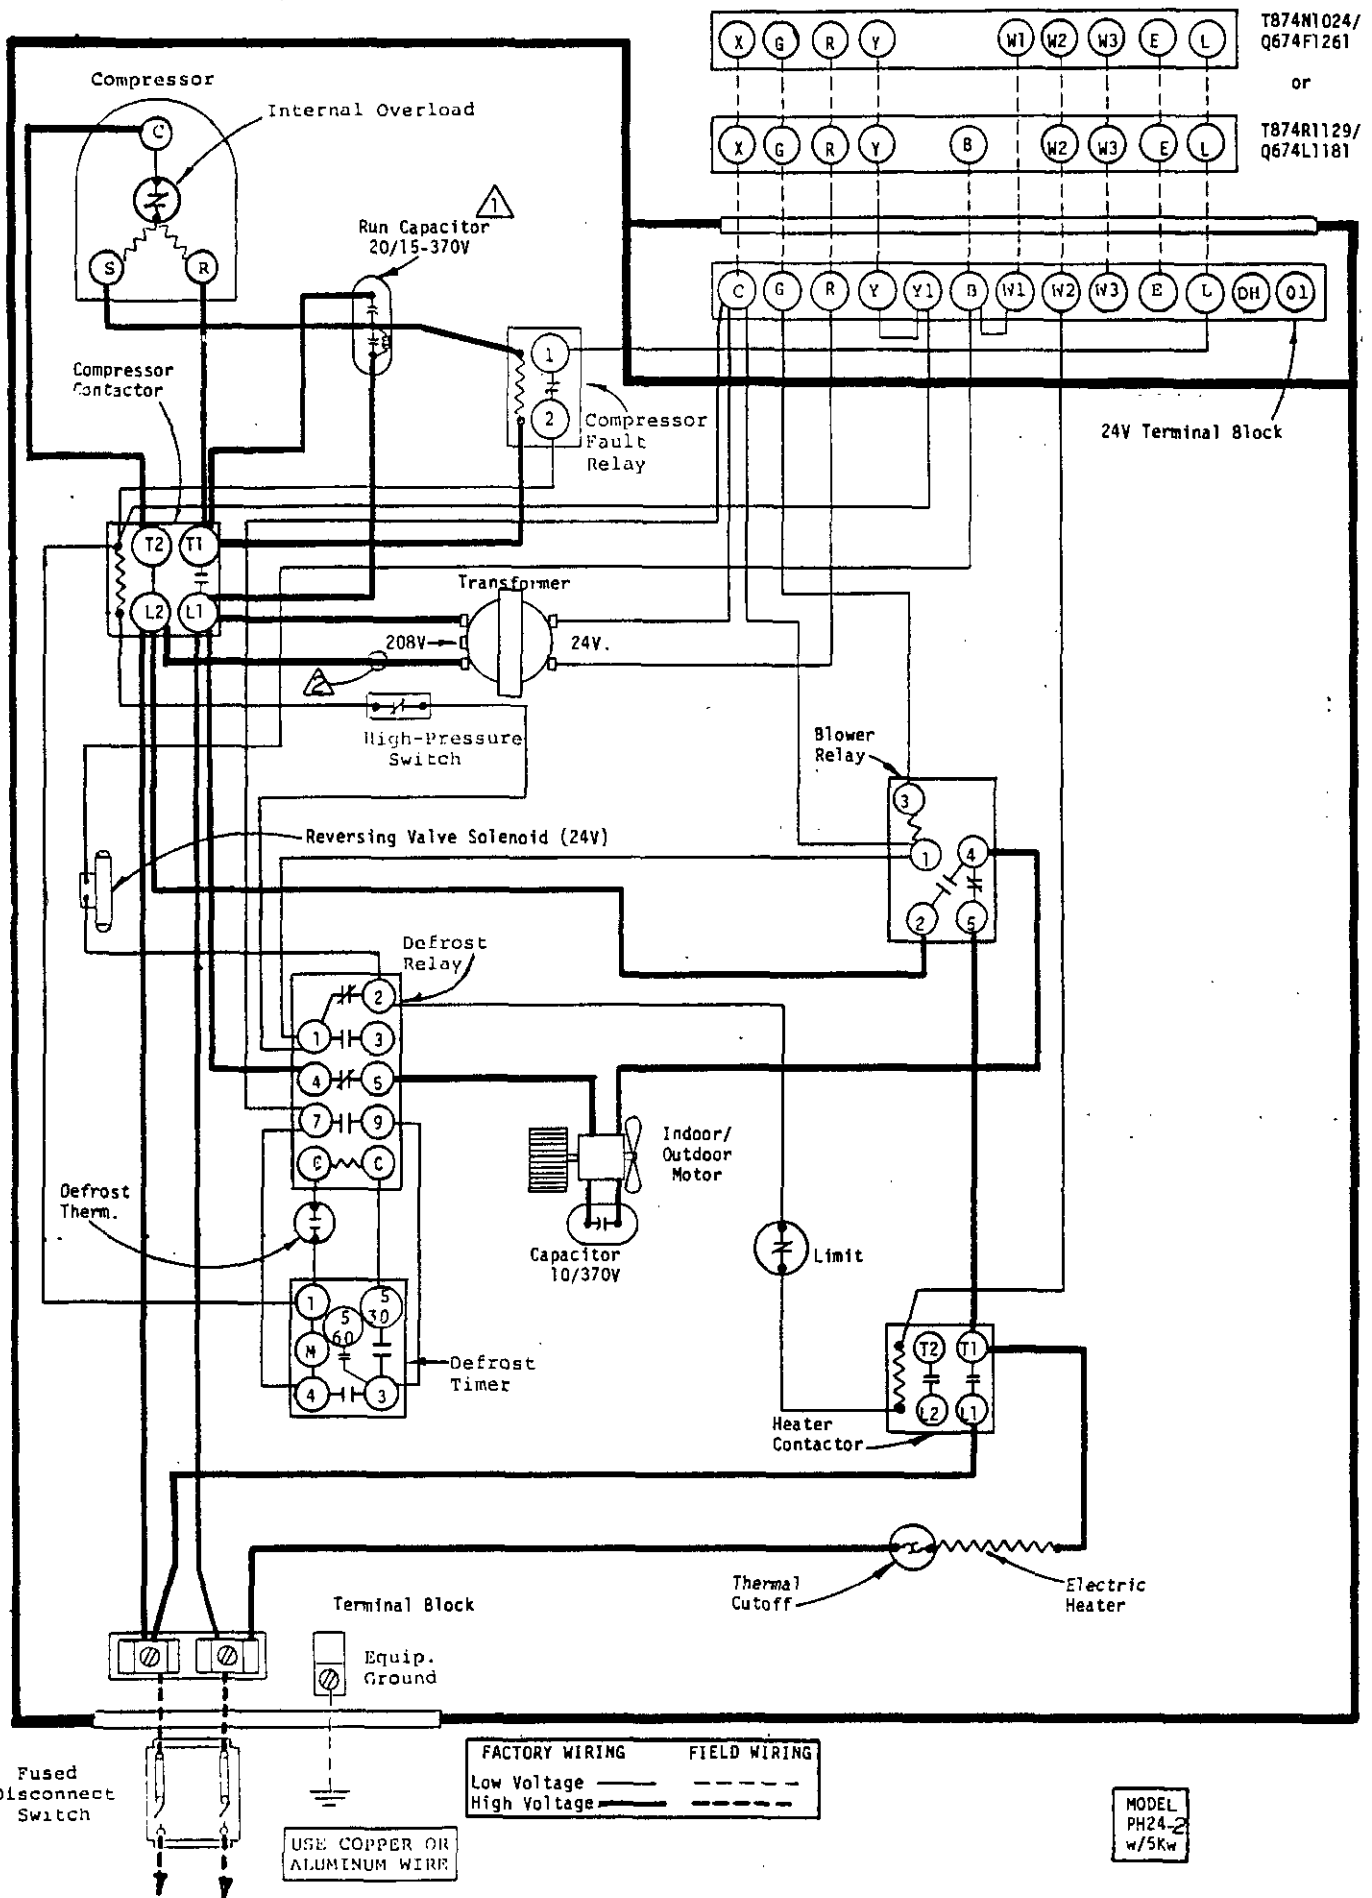 X G R Y W1 W2 W3 E L
T874N1024/
Q674F1261
or
X G R Y B W2 W3 E L
T874R1129/
Q674L1181
Compressor
C
Internal Overload
S R
1
Run Capacitor
20/15-370V
C G R Y Y1 B W1 W2 W3 E L DH O1
24V Terminal Block
1
2
Compressor
Fault
Relay
Compressor
Contactor
T2 T1
L2 L1
Transformer
208V
24V.
2
High-Pressure
Switch
Blower
Relay
3
1 4
2 5
Reversing Valve Solenoid (24V)
Defrost
Relay
2
1 3
4 5
7 9
C C
Indoor/
Outdoor
Motor
Defrost
Therm.
Capacitor
10/370V
Limit
1
S
60
S
30
M
4 3
Defrost
Timer
T2 T1
L2 L1
Heater
Contactor
Thermal
Cutoff
Electric
Heater
Terminal Block
Equip.
Ground
Fused
Disconnect
Switch
FACTORY WIRING FIELD WIRING
Low Voltage
High Voltage
USE COPPER OR
ALUMINUM WIRE
MODEL
PH24-2
w/5Kw